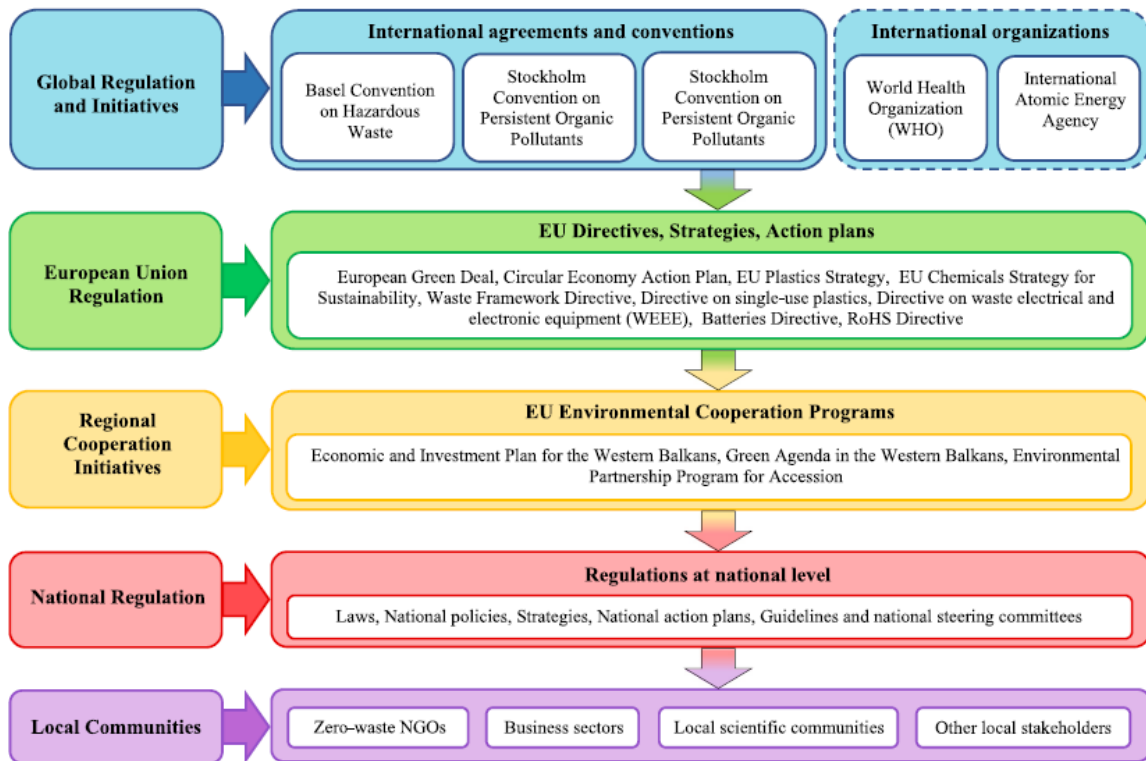 Global Regulation
and Initiatives
International agreements and conventions
Basel Convention
on Hazardous
Waste
Stockholm
Convention on
Persistent Organic
Pollutants
Stockholm
Convention on
Persistent Organic
Pollutants
International organizations
World Health
Organization
(WHO)
International
Atomic Energy
Agency
European Union
Regulation
EU Directives, Strategies, Action plans
European Green Deal, Circular Economy Action Plan, EU Plastics Strategy, EU Chemicals Strategy for
Sustainability, Waste Framework Directive, Directive on single-use plastics, Directive on waste electrical and
electronic equipment (WEEE), Batteries Directive, RoHS Directive
Regional
Cooperation
Initiatives
EU Environmental Cooperation Programs
Economic and Investment Plan for the Western Balkans, Green Agenda in the Western Balkans, Environmental
Partnership Program for Accession
National Regulation
Regulations at national level
Laws, National policies, Strategies, National action plans, Guidelines and national steering committees
Local Communities
Zero-waste NGOs
Business sectors
Local scientific communities
Other local stakeholders